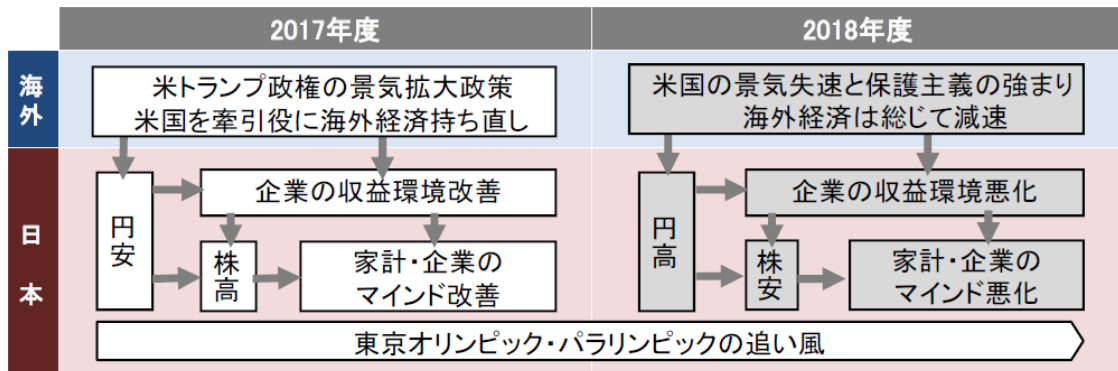 2017年度
2018年度
海外
米トランプ政権の景気拡大政策
米国を牽引役に海外経済持ち直し
米国の景気失速と保護主義の強まり
海外経済は総じて減速
日本
円安
企業の収益環境改善
株高
家計・企業の
マインド改善
円高
企業の収益環境悪化
株安
家計・企業の
マインド悪化
東京オリンピック・パラリンピックの追い風